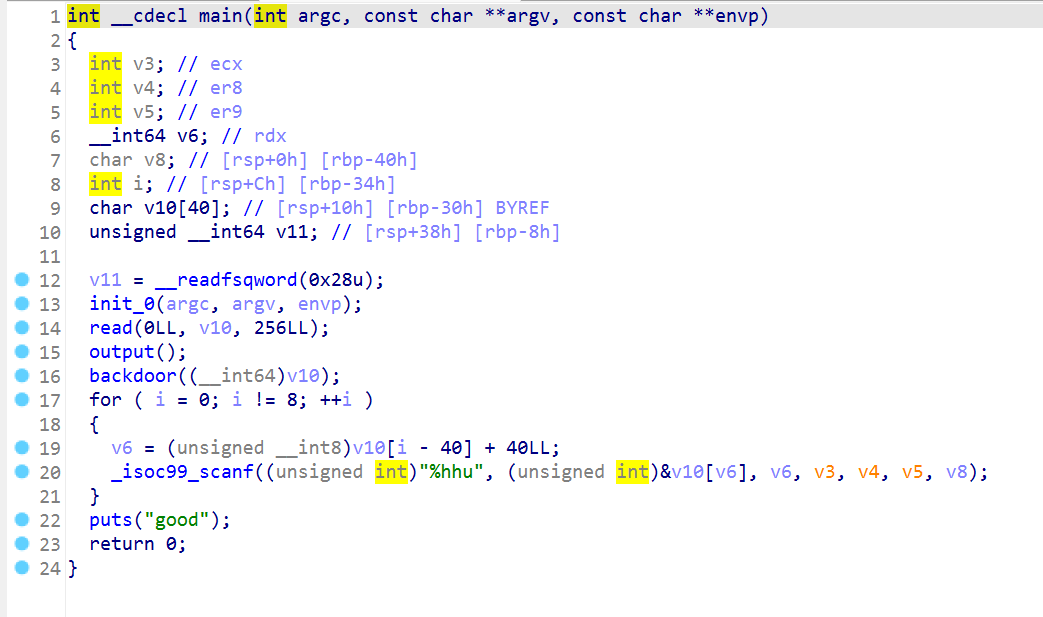 1 int __cdecl main(int argc, const char **argv, const char **envp)
2 {
3 int v3; // ecx
4 int v4; // er8
5 int v5; // er9
6 __int64 v6; // rdx
7 char v8; // [rsp+0h] [rbp-40h]
8 int i; // [rsp+Ch] [rbp-34h]
9 char v10[40]; // [rsp+10h] [rbp-30h] BYREF
10 unsigned __int64 v11; // [rsp+38h] [rbp-8h]
11
12 v11 = __readfsqword(0x28u);
13 init_0(argc, argv, envp);
14 read(0LL, v10, 256LL);
15 output();
16 backdoor((__int64)v10);
17 for ( i = 0; i != 8; ++i )
18 {
19 v6 = (unsigned __int8)v10[i - 40] + 40LL;
20 _isoc99_scanf((unsigned int)"%hhu", (unsigned int)&v10[v6], v6, v3, v4, v5, v8);
21 }
22 puts("good");
23 return 0;
24 }